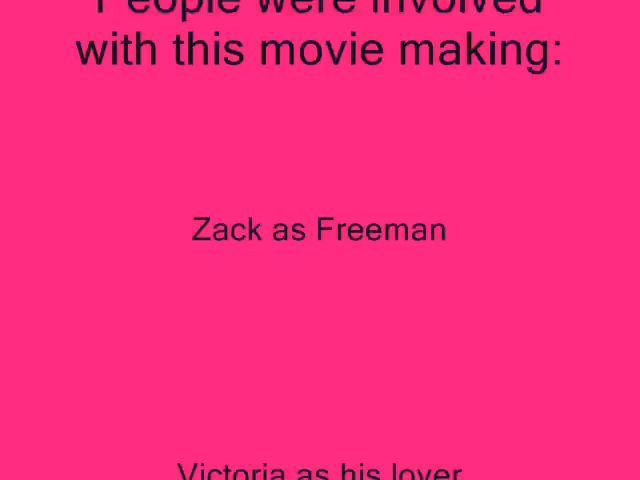 People were involved
with this movie making:
Zack as Freeman
Victoria as his lover